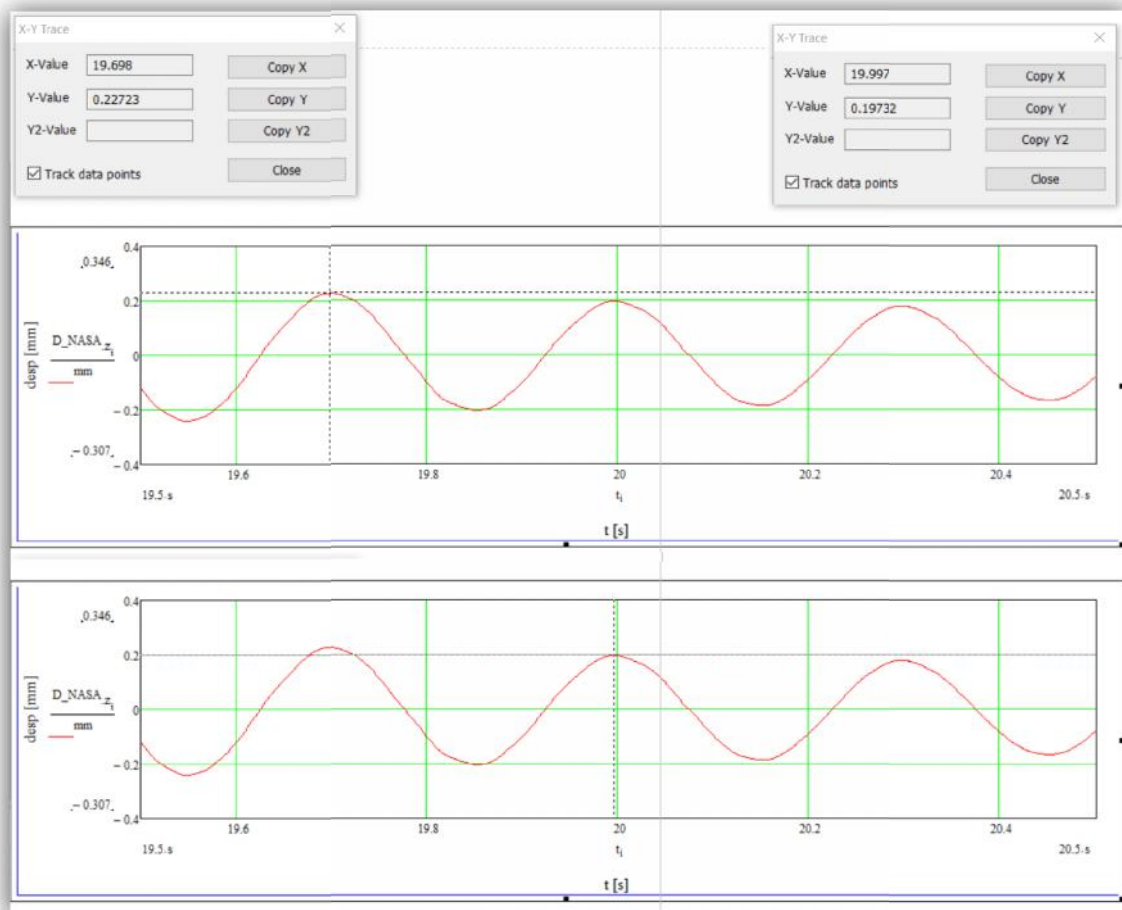 X-Y Trace
X-Value 19.698 Copy X
Y-Value 0.22723 Copy Y
Y2-Value Copy Y2
Track data points Close
X-Y Trace
X-Value 19.997 Copy X
Y-Value 0.19732 Copy Y
Y2-Value Copy Y2
Track data points Close
0.4
0.346
0.2
desp [mm]
D_NASA_z_i
mm
0
-0.2
-0.307
-0.4
19.6 19.8 20 20.2 20.4
19.5·s t_i 20.5·s
t [s]
0.4
0.346
0.2
desp [mm]
D_NASA_z_i
mm
0
-0.2
-0.307
-0.4
19.6 19.8 20 20.2 20.4
19.5·s t_i 20.5·s
t [s]